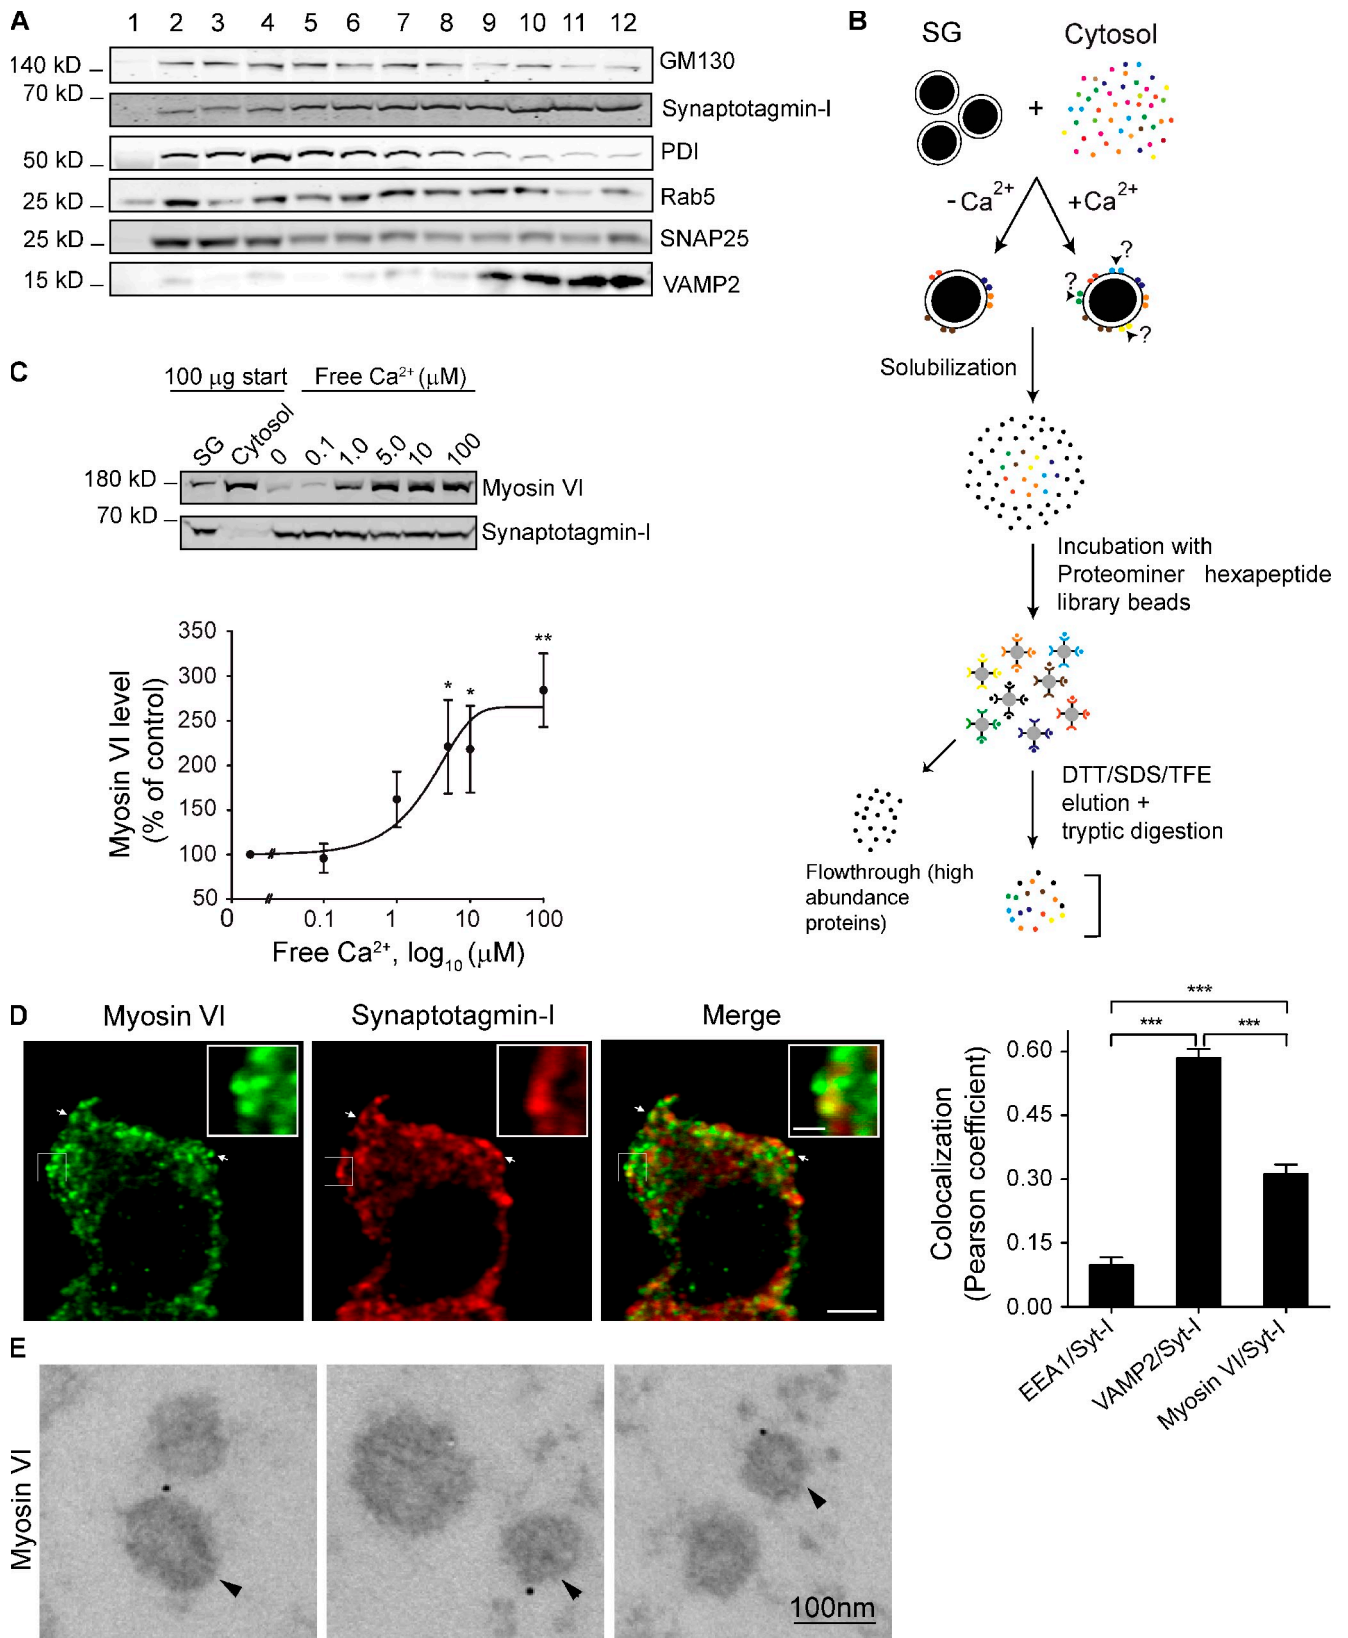 A
1 2 3 4 5 6 7 8 9 10 11 12
140 kD
GM130
70 kD
Synaptotagmin-I
50 kD
PDI
25 kD
Rab5
25 kD
SNAP25
15 kD
VAMP2
B
SG
Cytosol
+
-Ca2+
+Ca2+
?
?
?
Solubilization
Incubation with
Proteominer hexapeptide
library beads
DTT/SDS/TFE
elution +
tryptic digestion
Flowthrough (high
abundance
proteins)
C
100 μg start
Free Ca2+ (μM)
SG
Cytosol
0
0.1
1.0
5.0
10
100
180 kD
Myosin VI
70 kD
Synaptotagmin-I
Myosin VI level
(% of control)
350
300
250
200
150
100
50
* * **
0 0.1 1 10 100
Free Ca2+, log10 (μM)
D
Myosin VI
Synaptotagmin-I
Merge
Colocalization
(Pearson coefficient)
0.60
0.45
0.30
0.15
0.00
***
*** ***
EEA1/Syt-I
VAMP2/Syt-I
Myosin VI/Syt-I
E
Myosin VI
100nm